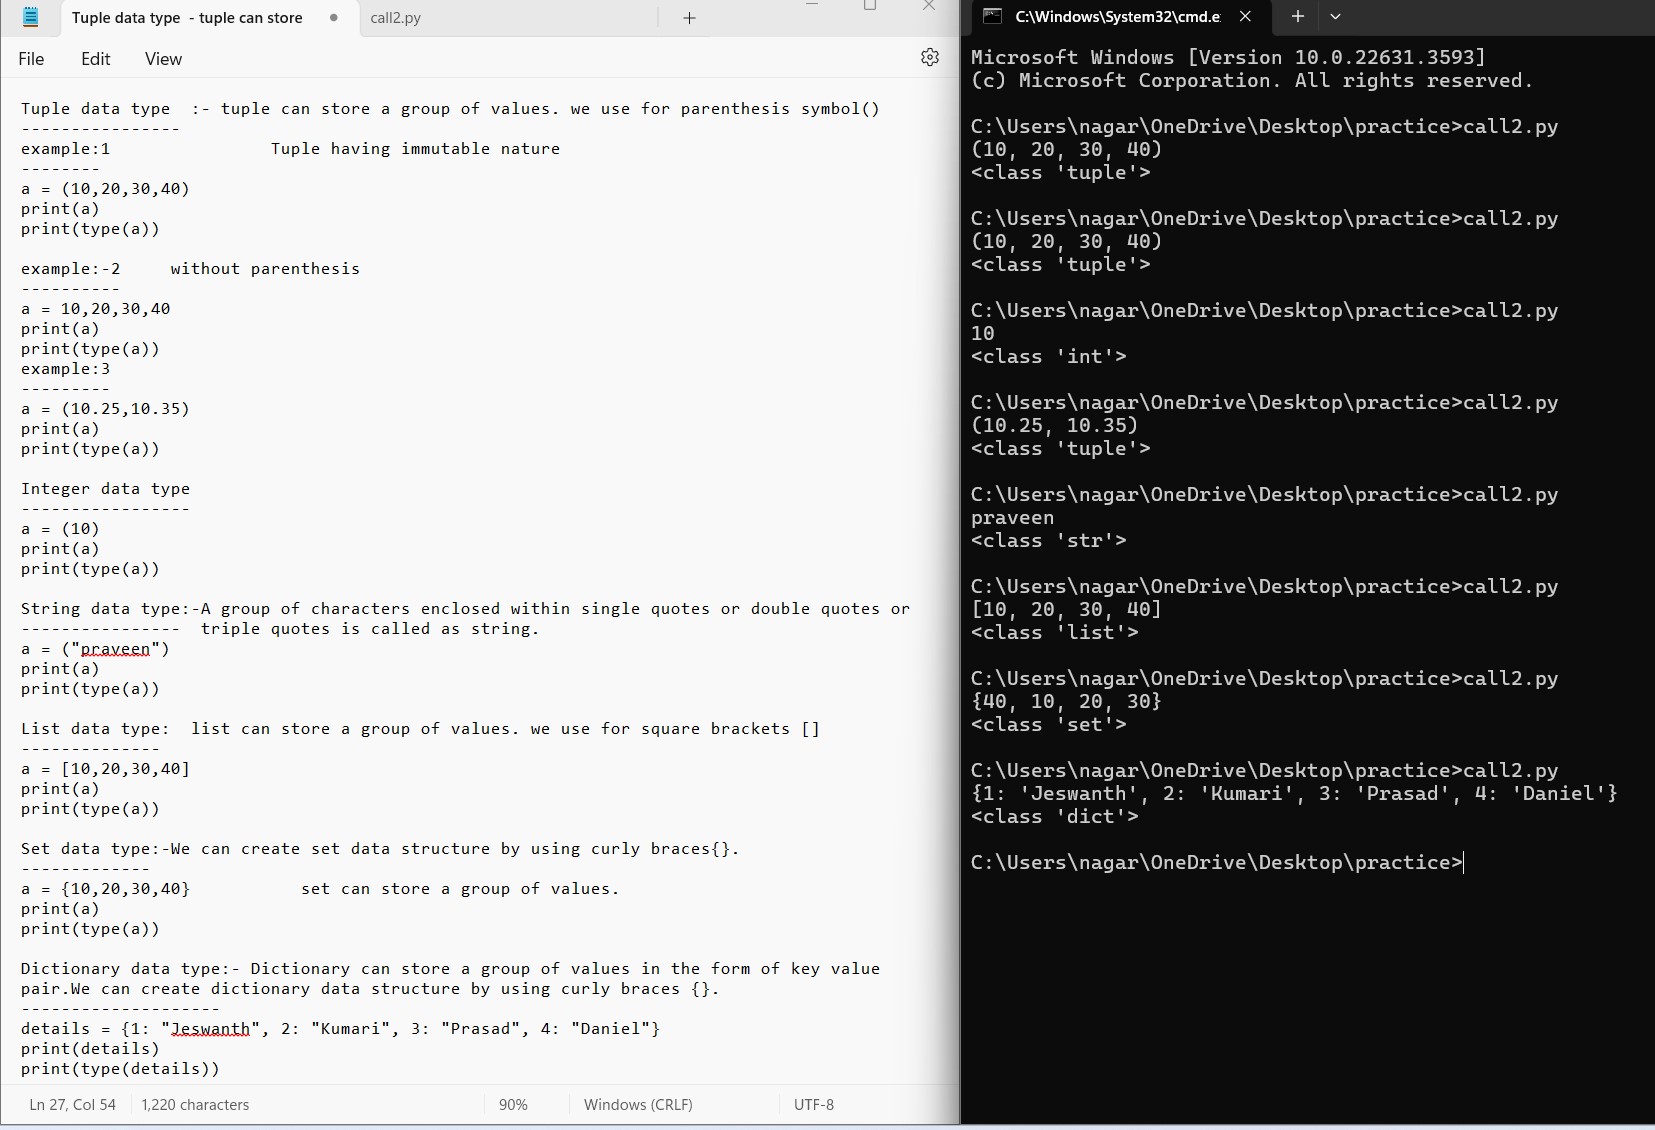 Tuple data type  - tuple can store
call2.py
File Edit View
Tuple data type  :- tuple can store a group of values. we use for parenthesis symbol()
----------------
example:1                Tuple having immutable nature
--------
a = (10,20,30,40)
print(a)
print(type(a))

example:-2     without parenthesis
----------
a = 10,20,30,40
print(a)
print(type(a))
example:3
---------
a = (10.25,10.35)
print(a)
print(type(a))

Integer data type
-----------------
a = (10)
print(a)
print(type(a))

String data type:-A group of characters enclosed within single quotes or double quotes or
----------------  triple quotes is called as string.
a = ("praveen")
print(a)
print(type(a))

List data type:  list can store a group of values. we use for square brackets []
--------------
a = [10,20,30,40]
print(a)
print(type(a))

Set data type:-We can create set data structure by using curly braces{}.
-------------
a = {10,20,30,40}           set can store a group of values.
print(a)
print(type(a))

Dictionary data type:- Dictionary can store a group of values in the form of key value
pair.We can create dictionary data structure by using curly braces {}.
--------------------
details = {1: "Jeswanth", 2: "Kumari", 3: "Prasad", 4: "Daniel"}
print(details)
print(type(details))
Ln 27, Col 54 1,220 characters 90% Windows (CRLF) UTF-8
C:\Windows\System32\cmd.e
Microsoft Windows [Version 10.0.22631.3593]
(c) Microsoft Corporation. All rights reserved.

C:\Users\nagar\OneDrive\Desktop\practice>call2.py
(10, 20, 30, 40)
<class 'tuple'>

C:\Users\nagar\OneDrive\Desktop\practice>call2.py
(10, 20, 30, 40)
<class 'tuple'>

C:\Users\nagar\OneDrive\Desktop\practice>call2.py
10
<class 'int'>

C:\Users\nagar\OneDrive\Desktop\practice>call2.py
(10.25, 10.35)
<class 'tuple'>

C:\Users\nagar\OneDrive\Desktop\practice>call2.py
praveen
<class 'str'>

C:\Users\nagar\OneDrive\Desktop\practice>call2.py
[10, 20, 30, 40]
<class 'list'>

C:\Users\nagar\OneDrive\Desktop\practice>call2.py
{40, 10, 20, 30}
<class 'set'>

C:\Users\nagar\OneDrive\Desktop\practice>call2.py
{1: 'Jeswanth', 2: 'Kumari', 3: 'Prasad', 4: 'Daniel'}
<class 'dict'>

C:\Users\nagar\OneDrive\Desktop\practice>